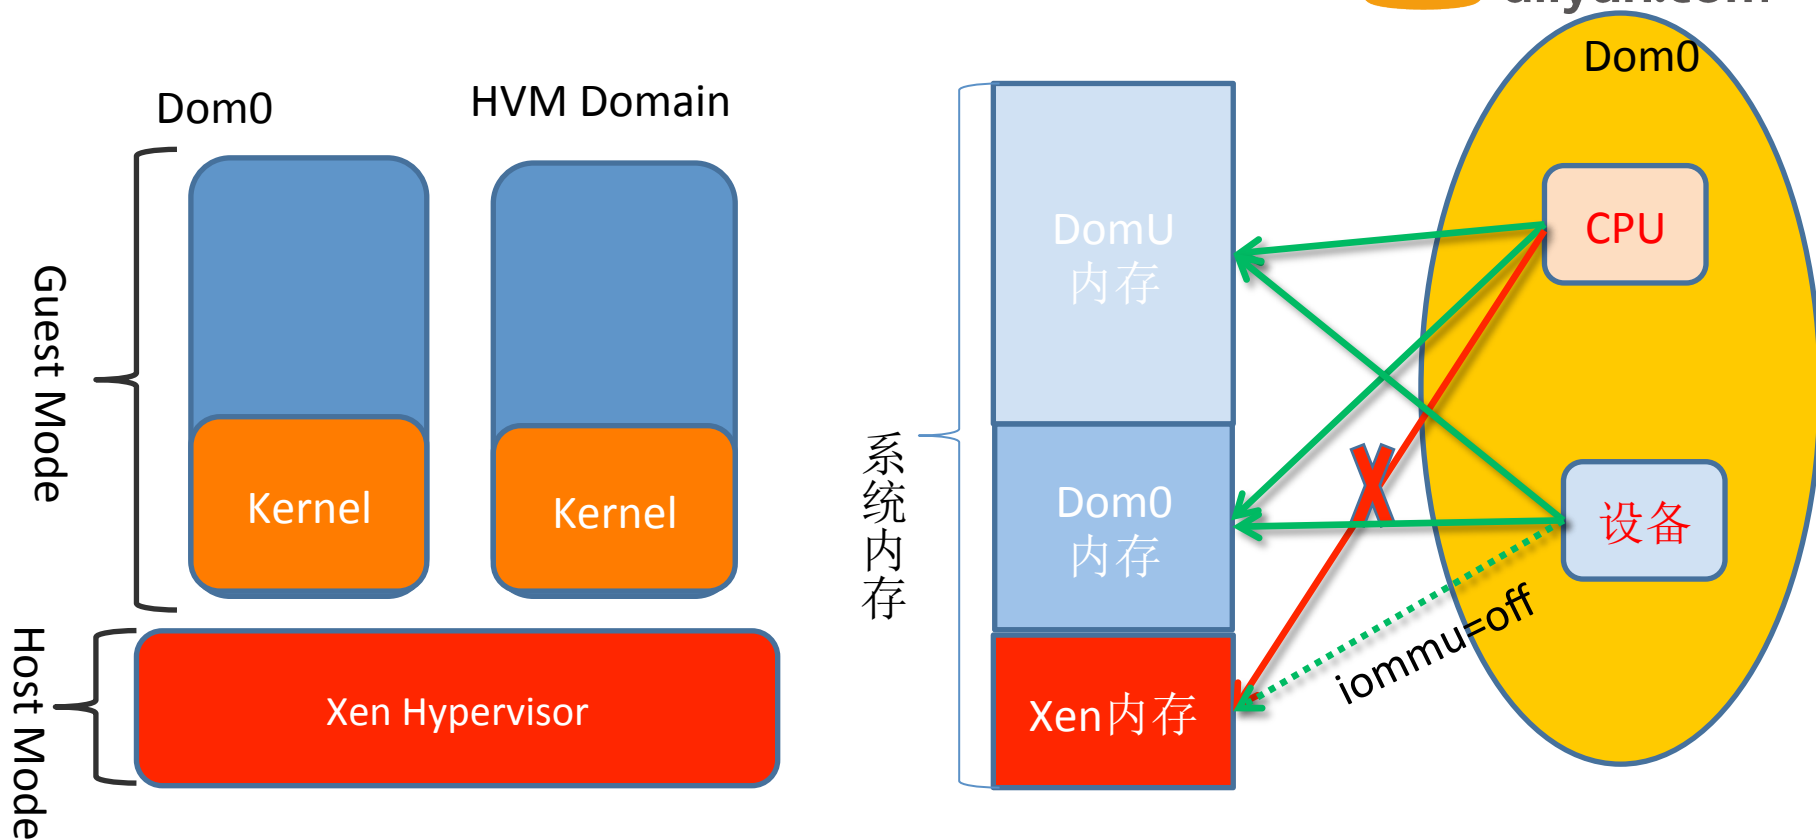 Dom0
HVM Domain
Guest Mode
Kernel
Kernel
Host Mode
Xen Hypervisor
系统内存
DomU
内存
Dom0
内存
Xen内存
Dom0
CPU
设备
iommu=off